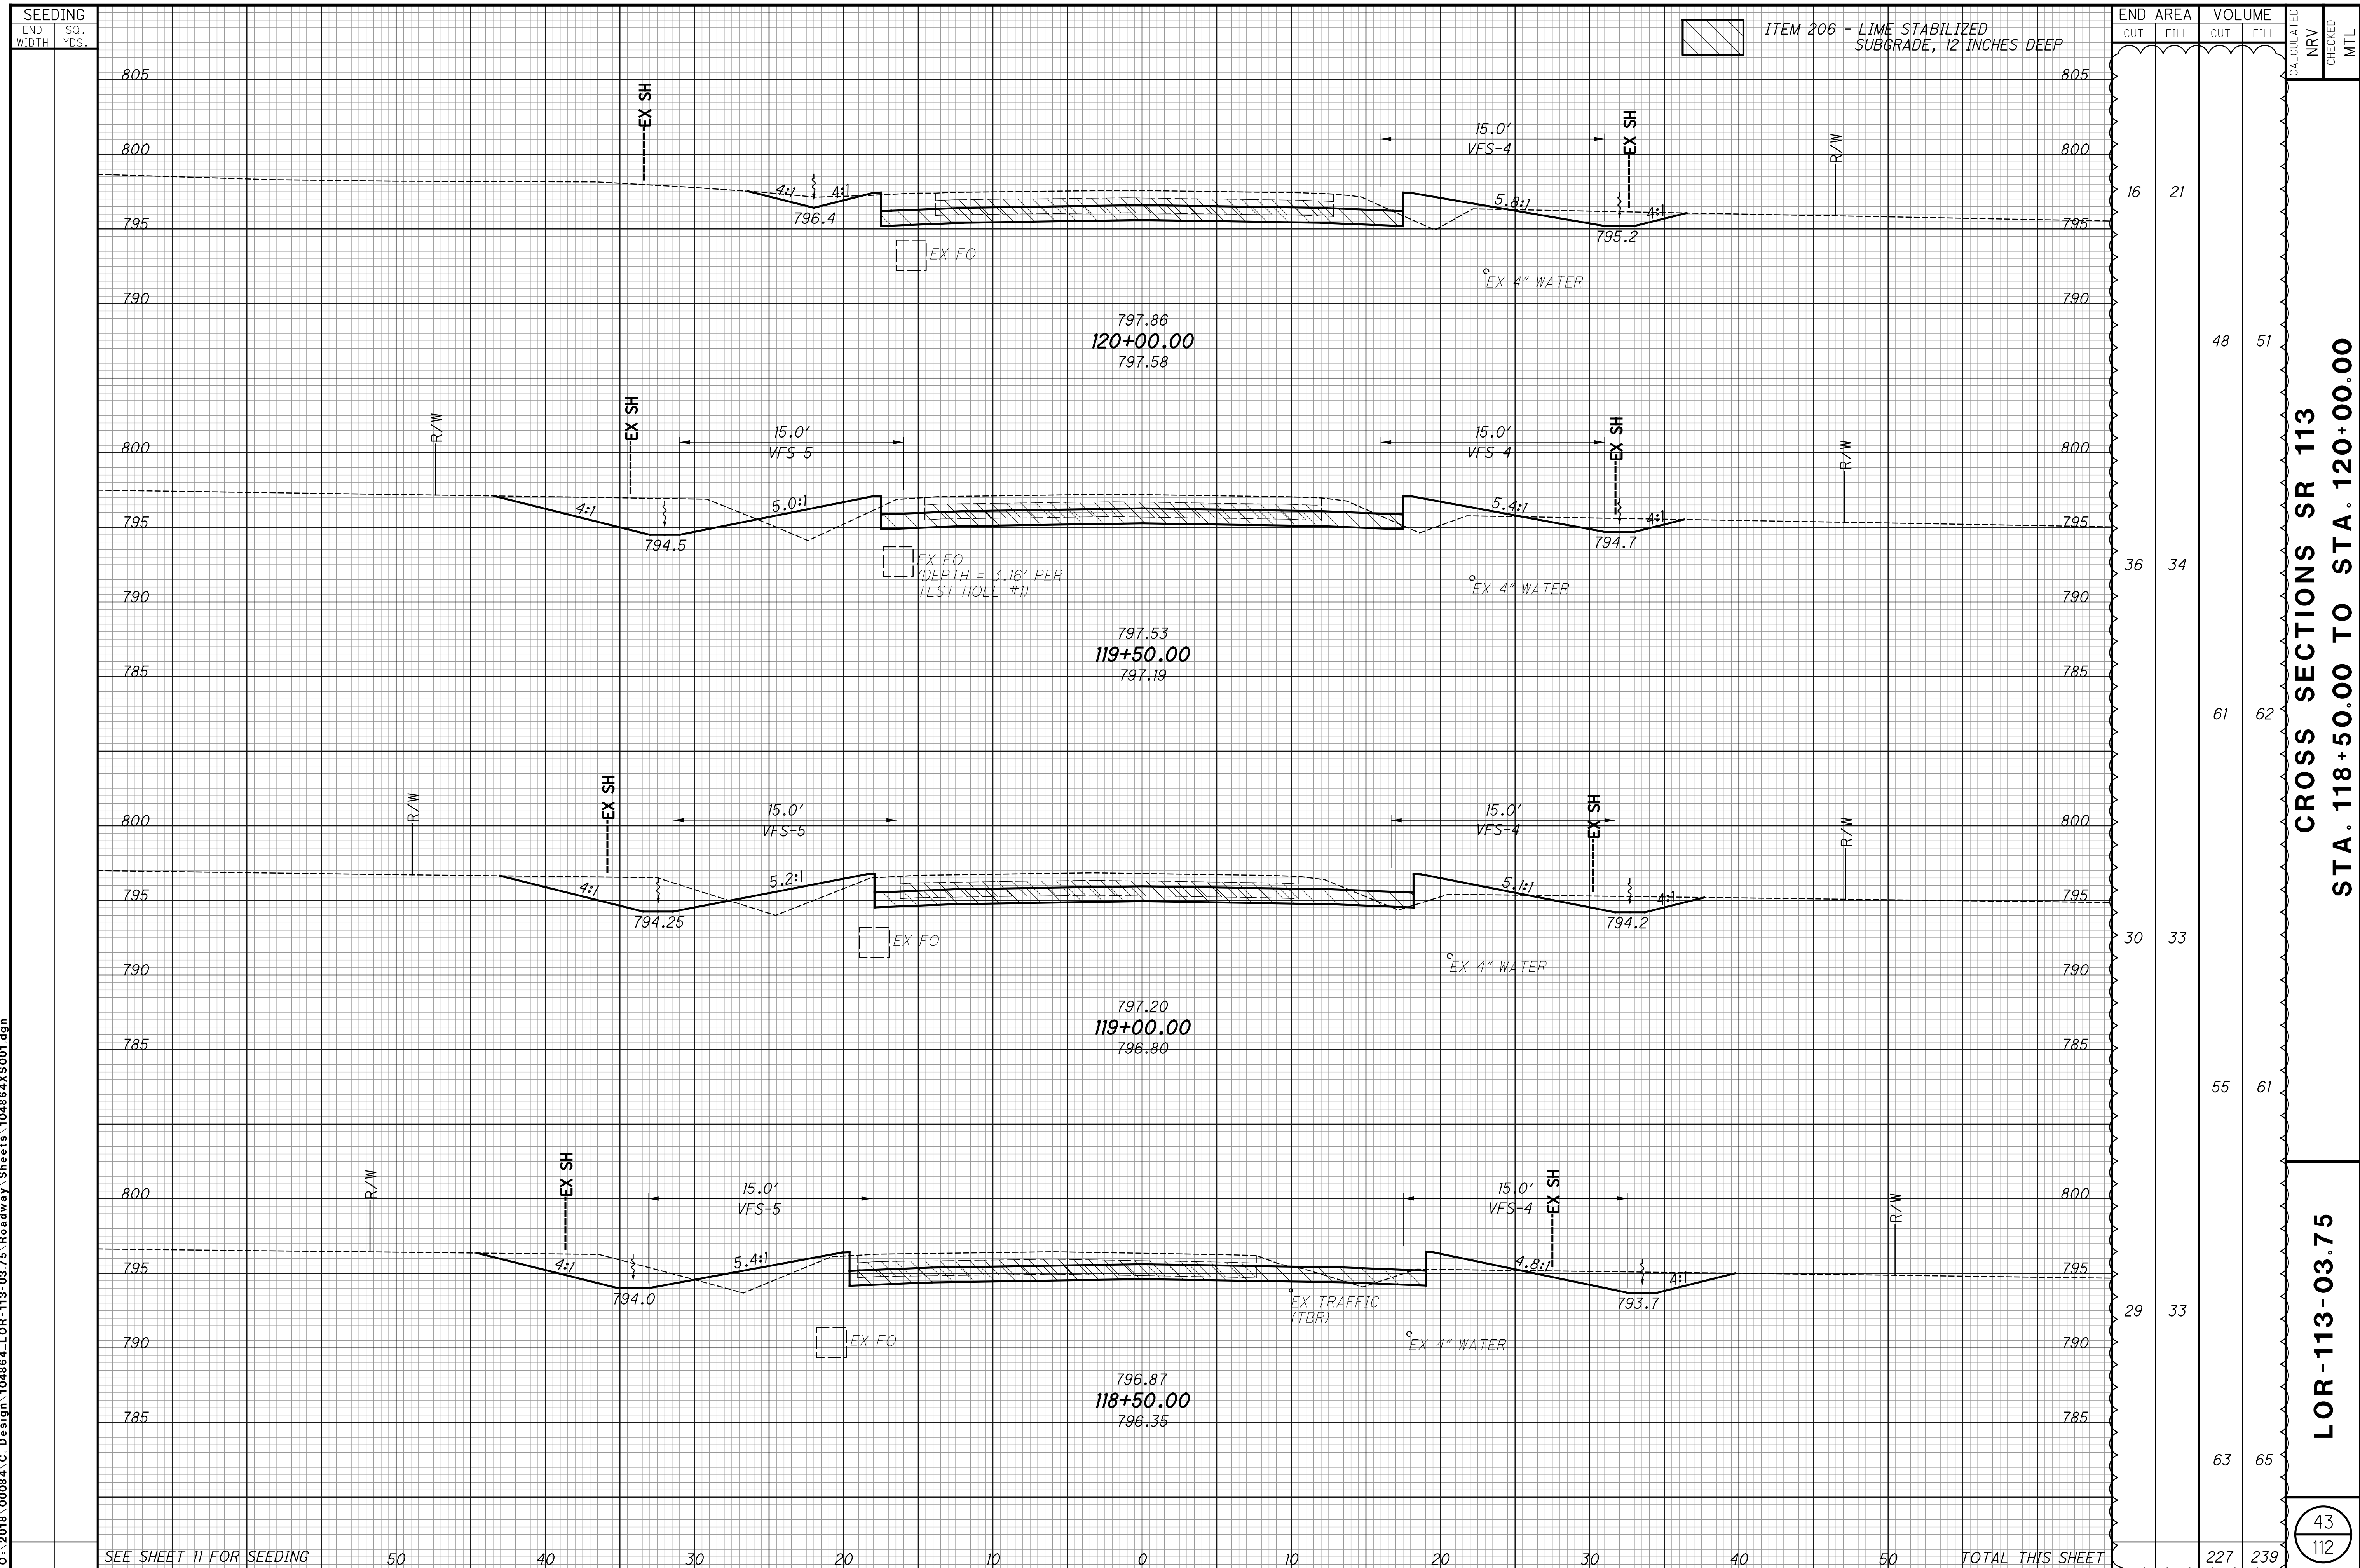 SEEDING
END WIDTH
SQ. YDS.
ITEM 206 - LIME STABILIZED
SUBGRADE, 12 INCHES DEEP
END AREA
VOLUME
CUT
FILL
CUT
FILL
CALCULATED
NRV
CHECKED
MTL
805
805
EX SH
EX SH
15.0'
VFS-4
R/W
800
800
4:1
4:1
796.4
5.8:1
4:1
795.2
16
21
795
795
EX FO
EX 4" WATER
790
790
797.86
120+00.00
797.58
48
51
R/W
EX SH
15.0'
VFS-5
15.0'
VFS-4
EX SH
R/W
800
800
4:1
5.0:1
5.4:1
4:1
795
795
794.5
794.7
EX FO
(DEPTH = 3.16' PER
TEST HOLE #1)
EX 4" WATER
36
34
790
790
797.53
119+50.00
797.19
785
785
61
62
R/W
EX SH
15.0'
VFS-5
15.0'
VFS-4
EX SH
R/W
800
800
4:1
5.2:1
5.1:1
4:1
795
795
794.25
794.2
EX FO
EX 4" WATER
30
33
790
790
797.20
119+00.00
796.80
785
785
55
61
R/W
EX SH
15.0'
VFS-5
15.0'
VFS-4
EX SH
R/W
800
800
4:1
5.4:1
4.8:1
4:1
795
795
794.0
793.7
EX TRAFFIC
(TBR)
EX FO
EX 4" WATER
29
33
790
790
796.87
118+50.00
796.35
785
785
63
65
SEE SHEET 11 FOR SEEDING
50 40 30 20 10 0 10 20 30 40 50
TOTAL THIS SHEET
227
239
CROSS SECTIONS SR 113
STA. 118+50.00 TO STA. 120+00.00
LOR-113-03.75
43
112
O:\2018\00084\C. Design\104864_LOR-113-03.75\Roadway\Sheets\104864XS001.dgn